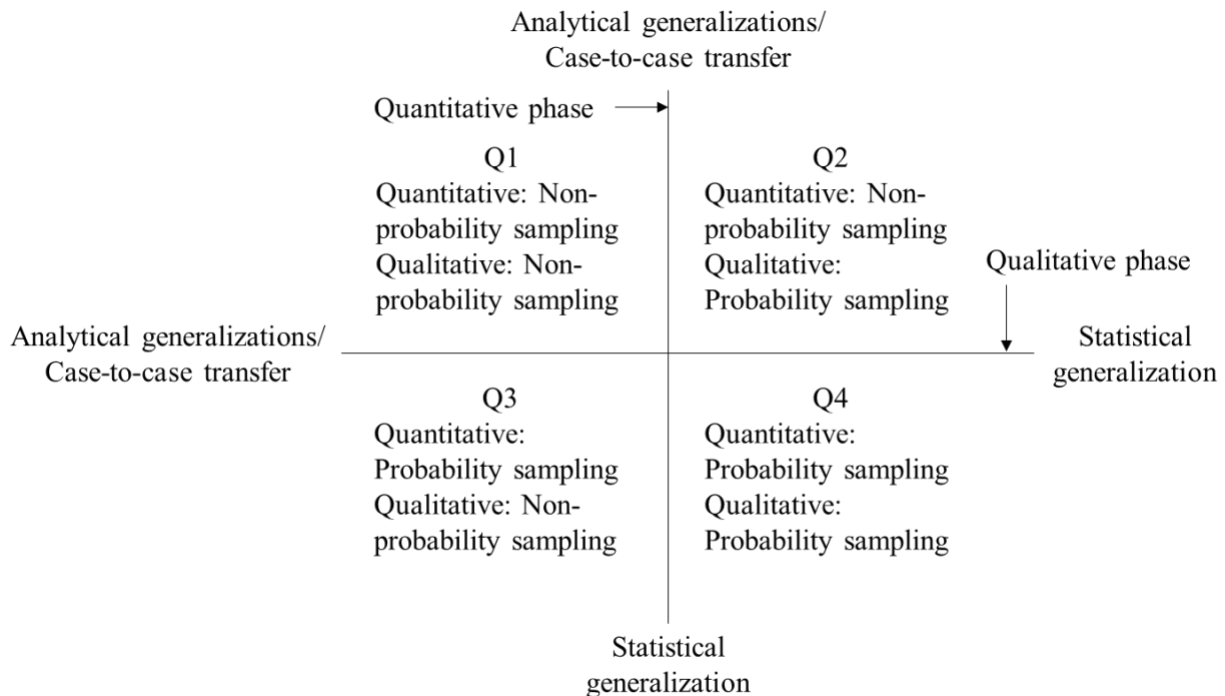 Analytical generalizations/
Case-to-case transfer
Quantitative phase
Q1
Quantitative: Non-
probability sampling
Qualitative: Non-
probability sampling
Q2
Quantitative: Non-
probability sampling
Qualitative:
Probability sampling
Qualitative phase
Analytical generalizations/
Case-to-case transfer
Statistical
generalization
Q3
Quantitative:
Probability sampling
Qualitative: Non-
probability sampling
Q4
Quantitative:
Probability sampling
Qualitative:
Probability sampling
Statistical
generalization